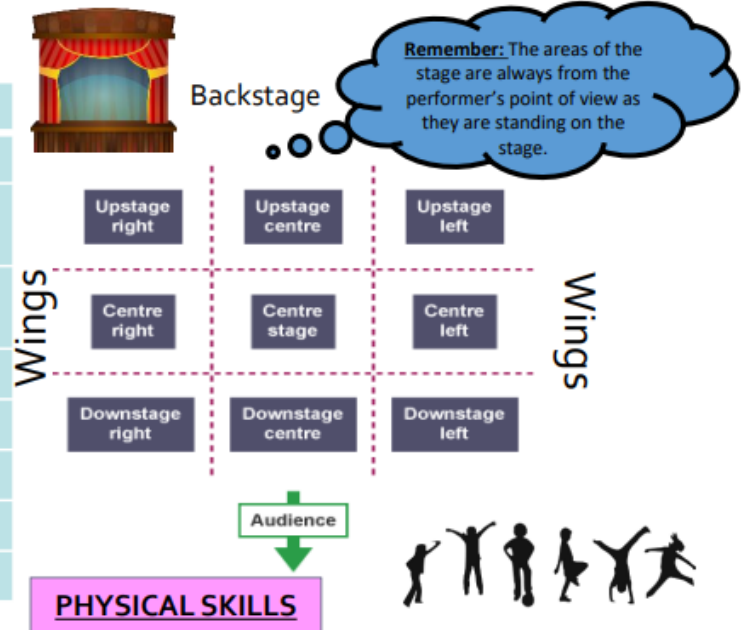 Remember: The areas of the
stage are always from the
performer's point of view as
they are standing on the
stage.
Backstage
Upstage
right
Upstage
centre
Upstage
left
Wings
Centre
right
Centre
stage
Centre
left
Wings
Downstage
right
Downstage
centre
Downstage
left
Audience
PHYSICAL SKILLS